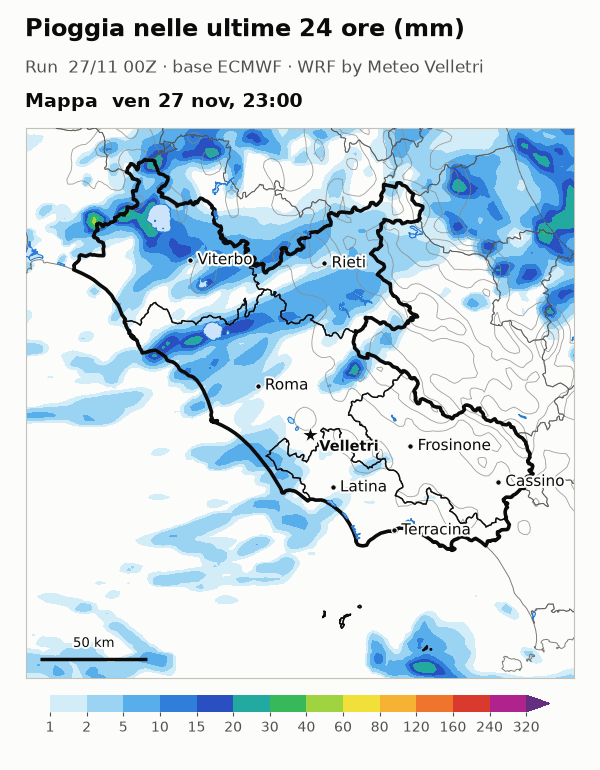 Pioggia nelle ultime 24 ore (mm)
Run  27/11 00Z · base ECMWF · WRF by Meteo Velletri
Mappa  ven 27 nov, 23:00
Viterbo
Rieti
Roma
Velletri
Frosinone
Cassino
Latina
Terracina
50 km
1 2 5 10 15 20 30 40 60 80 120 160 240 320